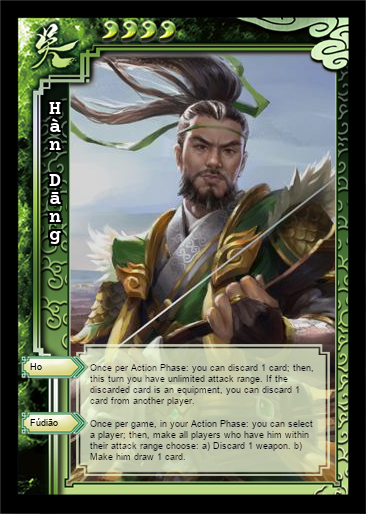 吴
Hàn Dāng
Ho
Once per Action Phase: you can discard 1 card; then,
this turn you have unlimited attack range. If the
discarded card is an equipment, you can discard 1
card from another player.
Fúdiāo
Once per game, in your Action Phase: you can select
a player; then, make all players who have him within
their attack range choose: a) Discard 1 weapon. b)
Make him draw 1 card.